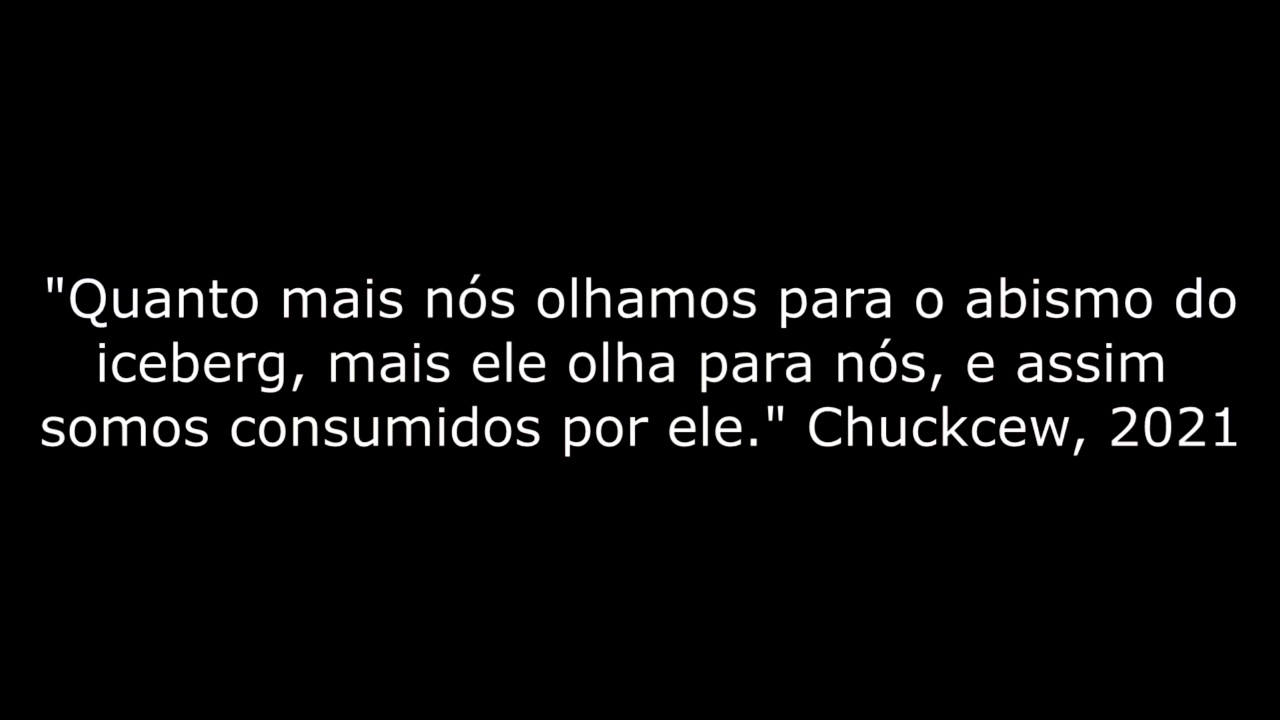 "Quanto mais nós olhamos para o abismo do
iceberg, mais ele olha para nós, e assim
somos consumidos por ele." Chuckcew, 2021